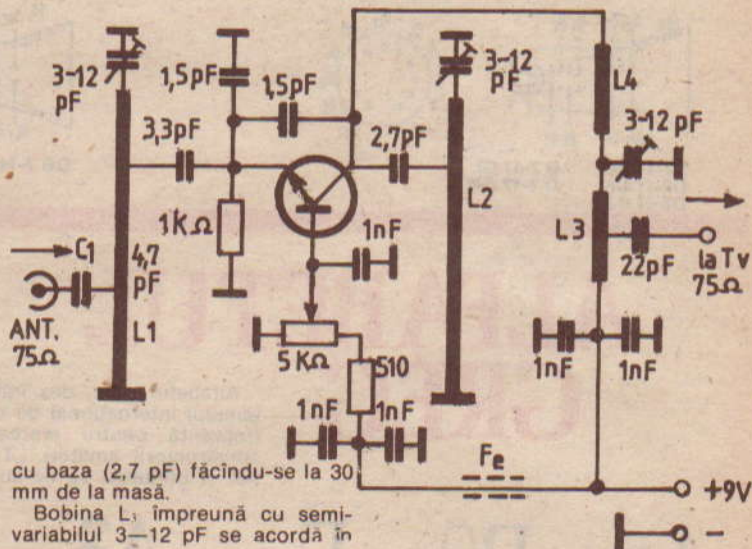 3-12
pF
1,5pF
1,5pF
3-12
pF
L4
3-12 pF
3,3pF
2,7pF
1KΩ
1nF
L2
L3
22pF
la Tv
75Ω
C1
4,7
pF
ANT.
75Ω
L1
5KΩ
510
1nF
1nF
1nF
1nF
Fe
+9V
-
cu baza (2,7 pF) făcîndu-se la 30
mm de la masă.
Bobina L₁ împreună cu semi-
variabilul 3—12 pF se acordă în